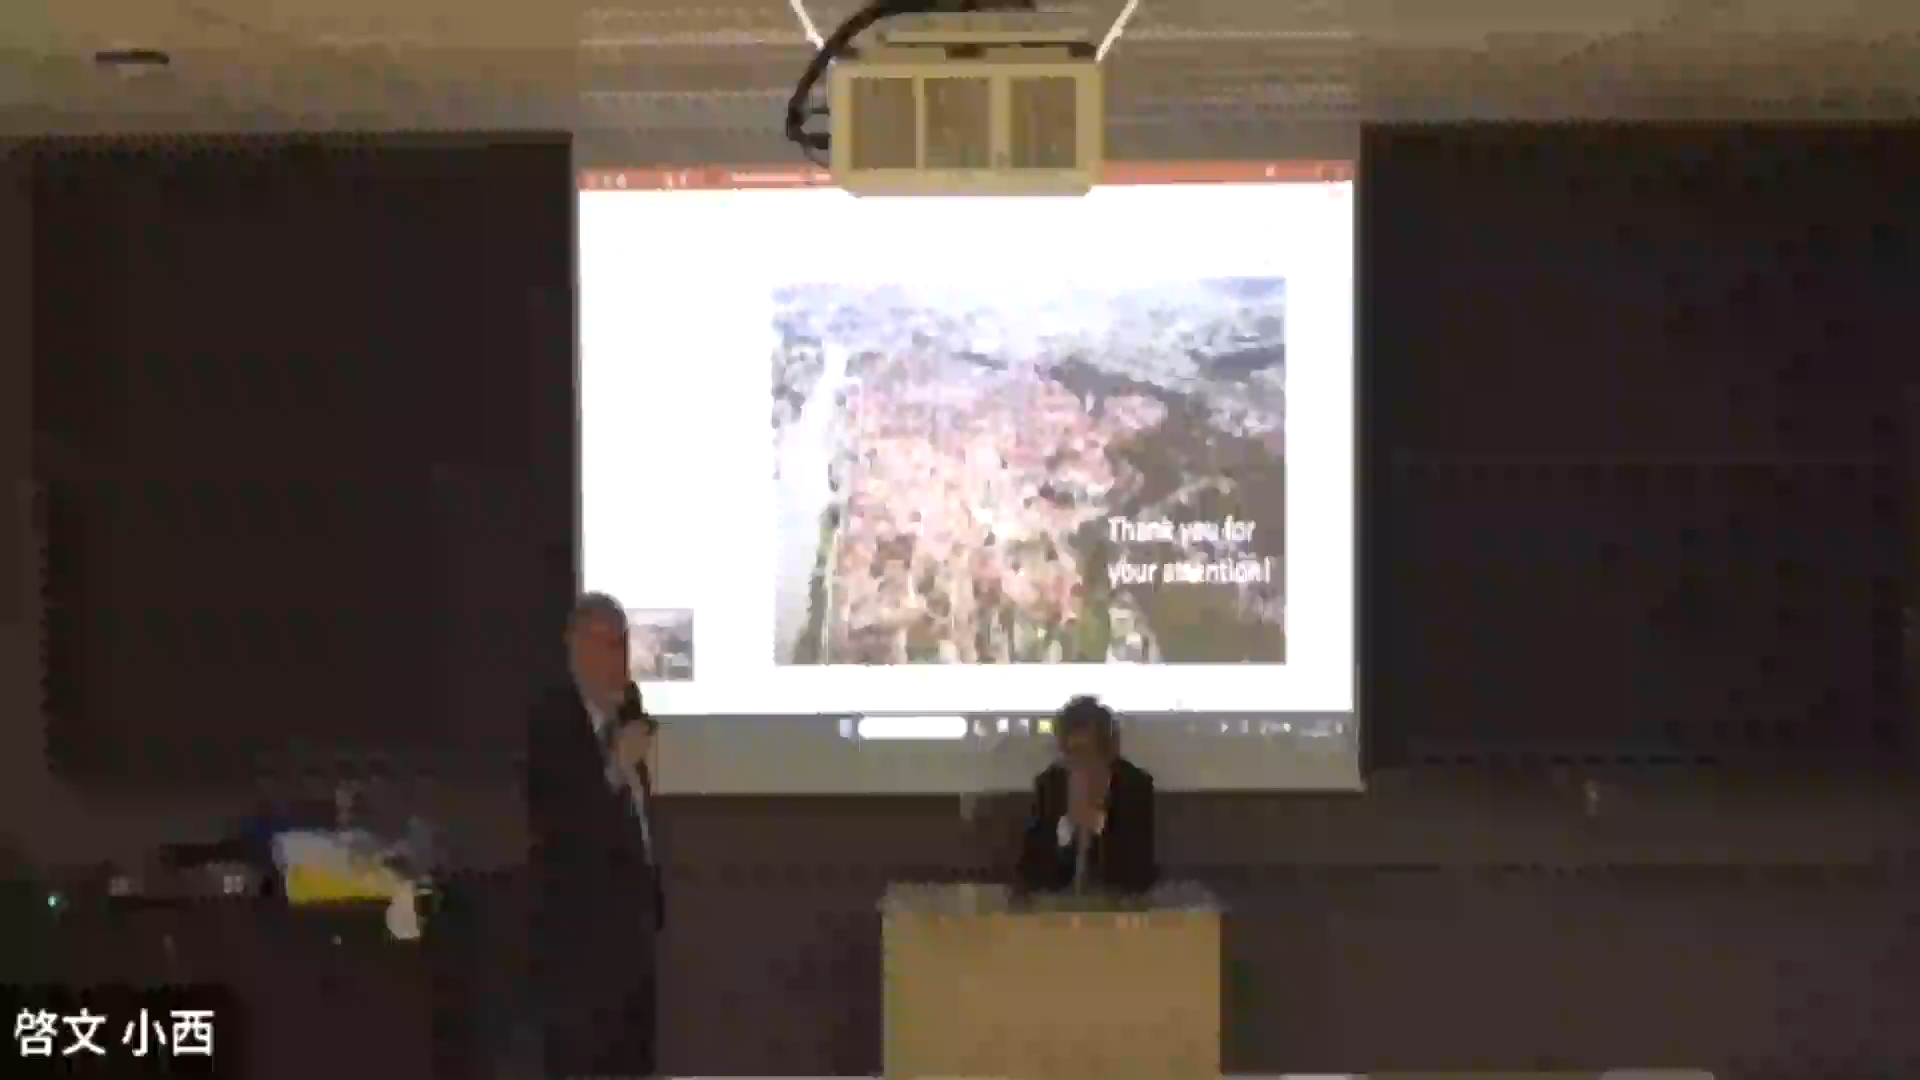 Thank you for
your attention!
啓文 小西